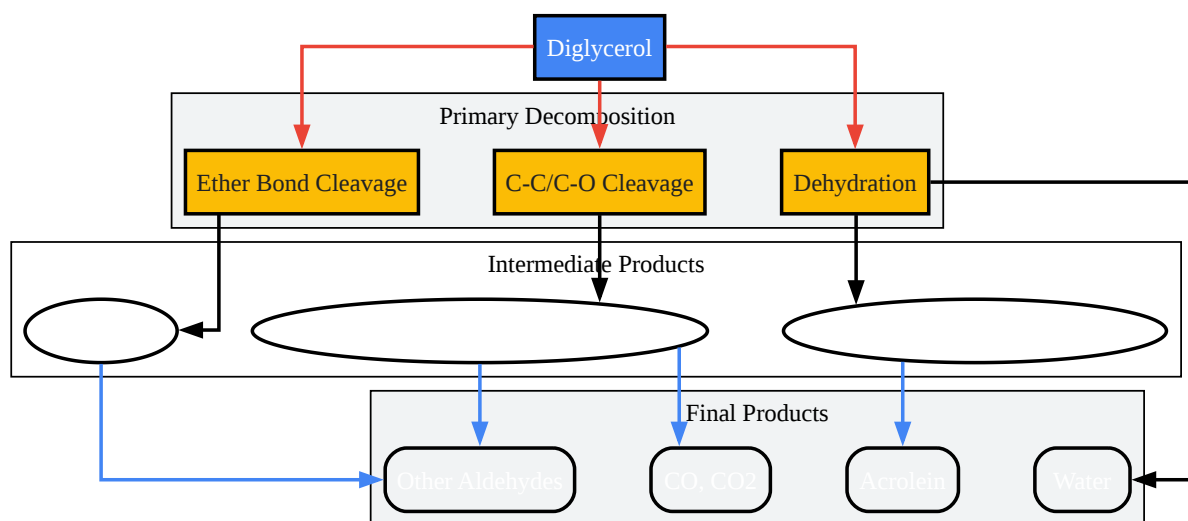 Diglycerol
Primary Decomposition
Ether Bond Cleavage
C-C/C-O Cleavage
Dehydration
Intermediate Products
Final Products
Other Aldehydes
CO, CO2
Acrolein
Water